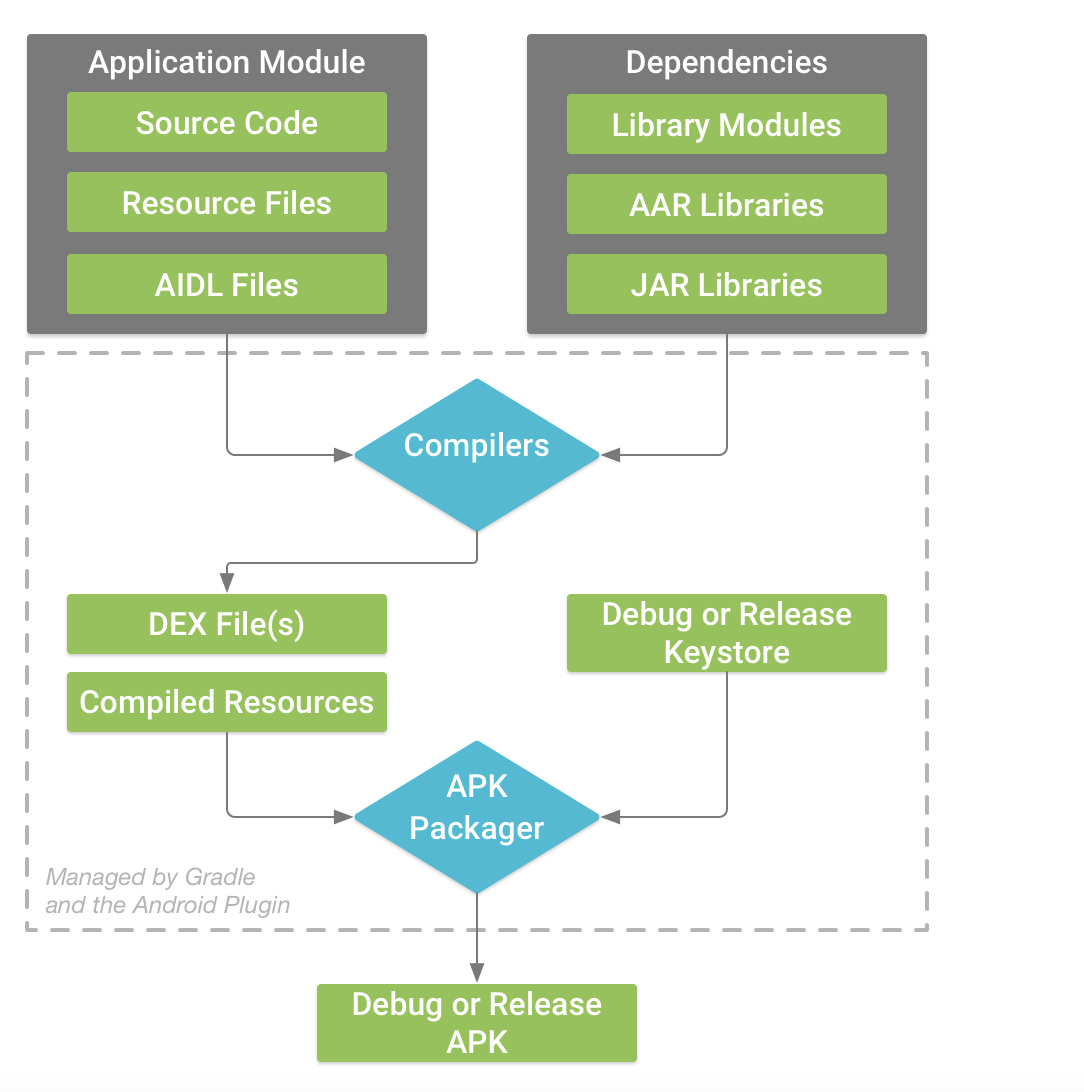 Application Module
Source Code
Resource Files
AIDL Files
Dependencies
Library Modules
AAR Libraries
JAR Libraries
Compilers
DEX File(s)
Compiled Resources
Debug or Release
Keystore
APK
Packager
Managed by Gradle
and the Android Plugin
Debug or Release
APK